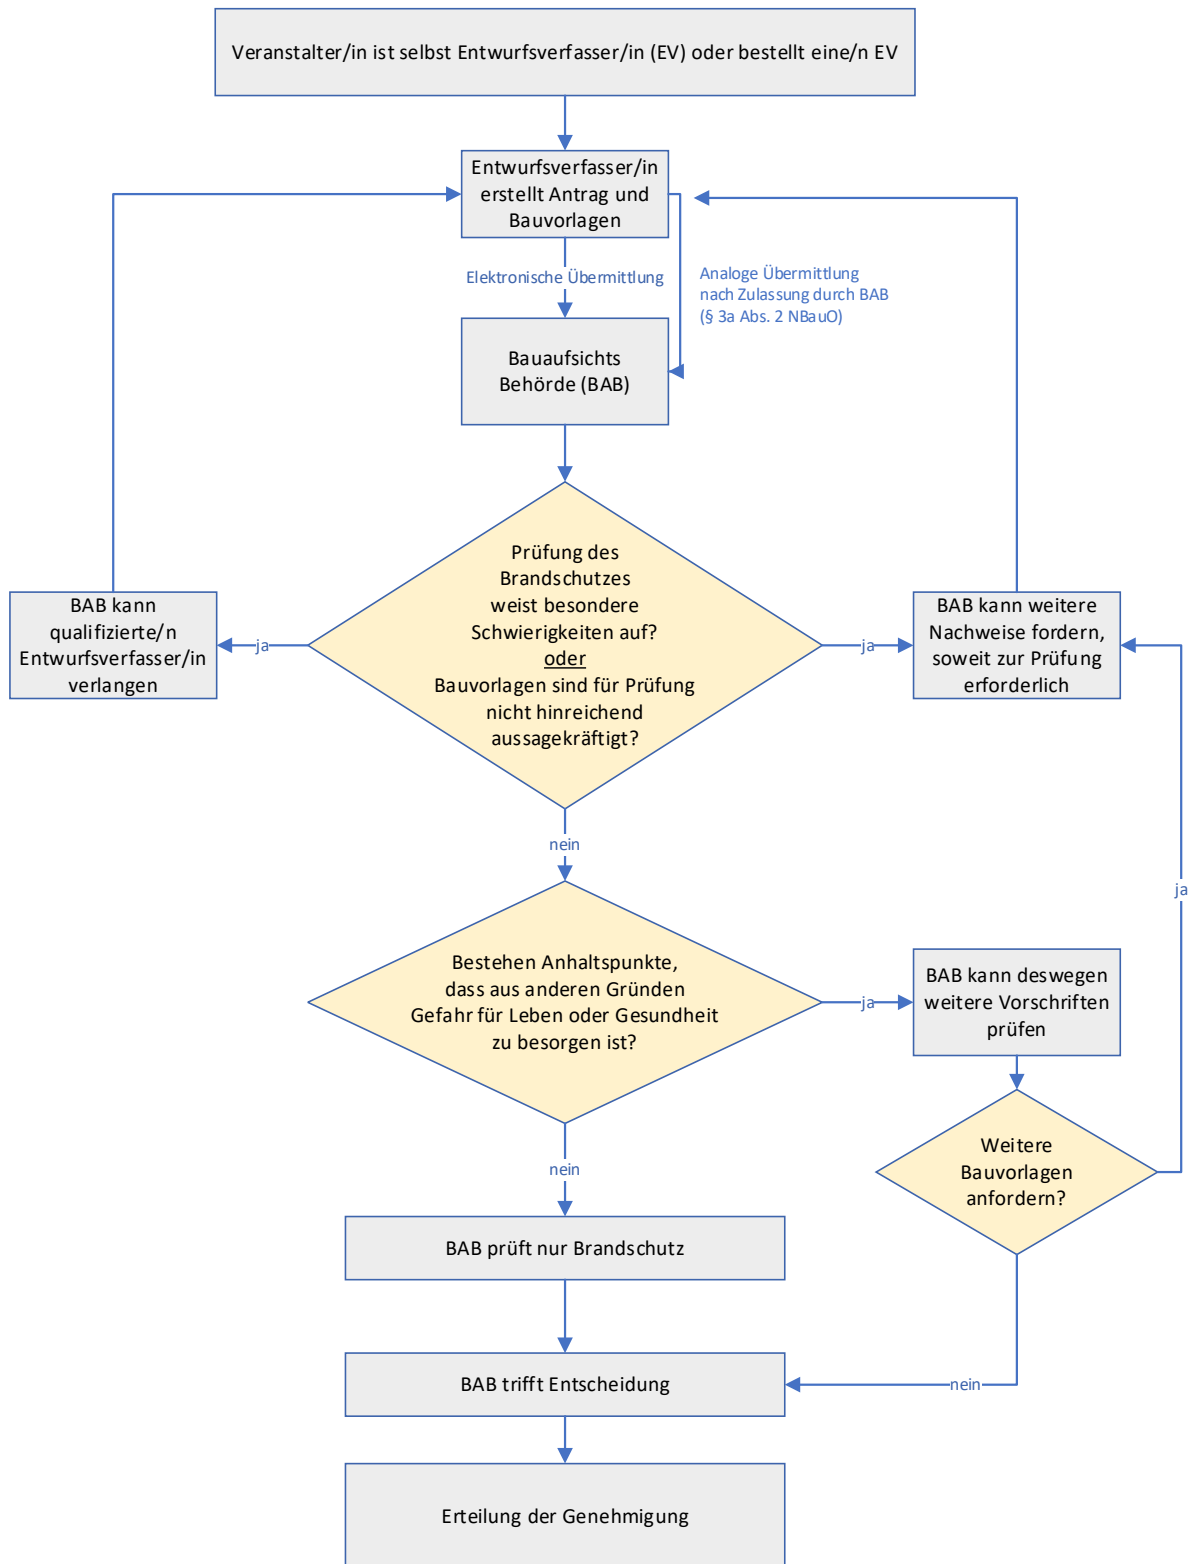 Veranstalter/in ist selbst Entwurfsverfasser/in (EV) oder bestellt eine/n EV
Entwurfsverfasser/in
erstellt Antrag und
Bauvorlagen
Elektronische Übermittlung
Analoge Übermittlung
nach Zulassung durch BAB
(§ 3a Abs. 2 NBauO)
Bauaufsichts
Behörde (BAB)
Prüfung des
Brandschutzes
weist besondere
Schwierigkeiten auf?
oder
Bauvorlagen sind für Prüfung
nicht hinreichend
aussagekräftigt?
ja
BAB kann
qualifizierte/n
Entwurfsverfasser/in
verlangen
ja
BAB kann weitere
Nachweise fordern,
soweit zur Prüfung
erforderlich
nein
Bestehen Anhaltspunkte,
dass aus anderen Gründen
Gefahr für Leben oder Gesundheit
zu besorgen ist?
ja
BAB kann deswegen
weitere Vorschriften
prüfen
ja
Weitere
Bauvorlagen
anfordern?
nein
BAB prüft nur Brandschutz
BAB trifft Entscheidung
nein
Erteilung der Genehmigung